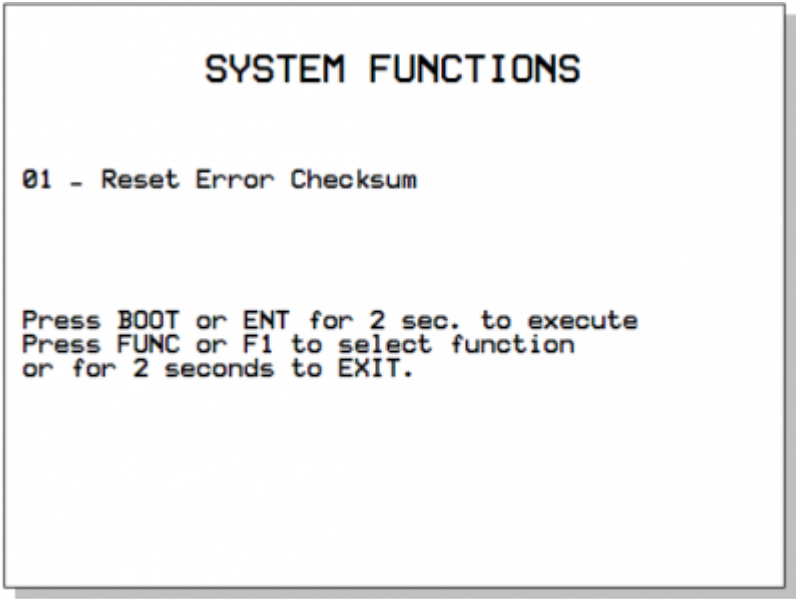 SYSTEM FUNCTIONS
01 - Reset Error Checksum
Press BOOT or ENT for 2 sec. to execute
Press FUNC or F1 to select function
or for 2 seconds to EXIT.